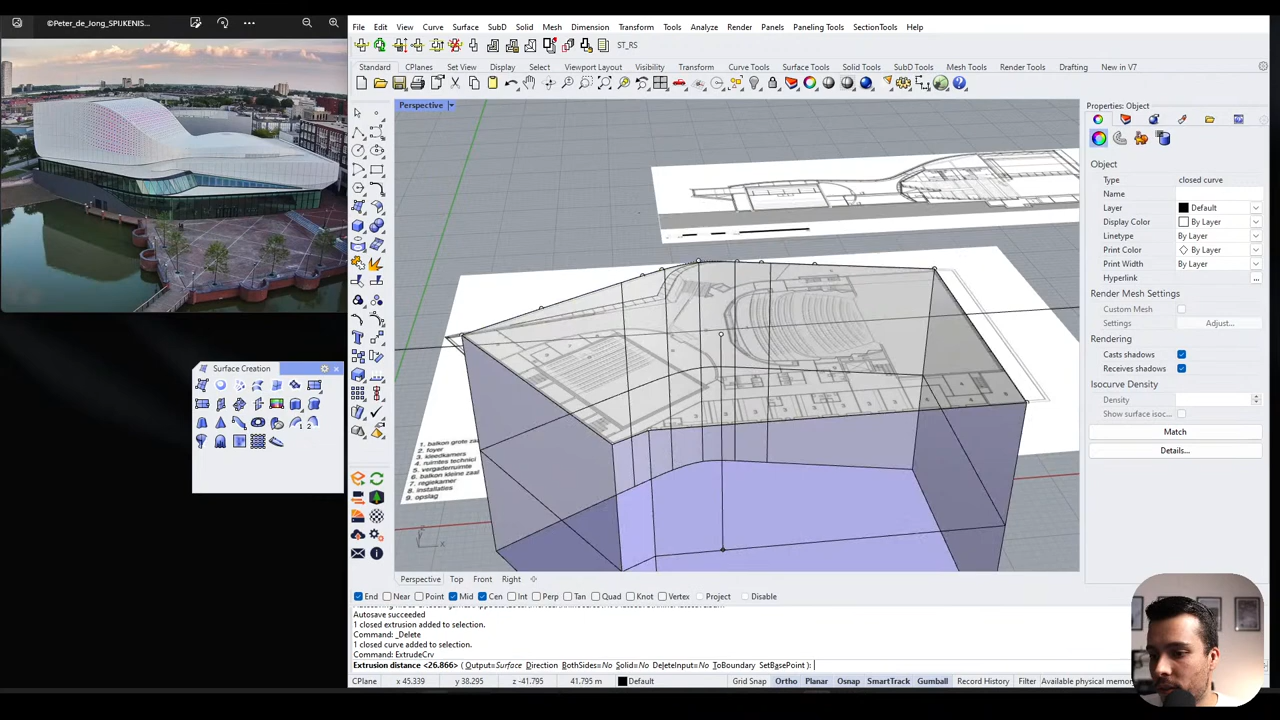 ©Peter_de_Jong_SPIJKENIS...
File Edit View Curve Surface SubD Solid Mesh Dimension Transform Tools Analyze Render Panels Paneling Tools SectionTools Help
ST_RS
Standard CPlanes Set View Display Select Viewport Layout Visibility Transform Curve Tools Surface Tools Solid Tools SubD Tools Mesh Tools Render Tools Drafting New in V7
Perspective
Properties: Object
Object
Type closed curve
Name
Layer Default
Display Color By Layer
Linetype By Layer
Print Color By Layer
Print Width By Layer
Hyperlink ...
Render Mesh Settings
Custom Mesh
Settings Adjust...
Rendering
Casts shadows
Receives shadows
Isocurve Density
Density
Show surface isoc...
Match
Details...
Surface Creation
1. balkon grote za
2. foyer
3. kleedkamers
4. ruimtes technici
5. vergaderruimte
6. balkon kleine zaal
7. regiekamer
8. installaties
9. opslag
z
x
Perspective Top Front Right
End Near Point Mid Cen Int Perp Tan Quad Knot Vertex Project Disable
Autosave succeeded
1 closed extrusion added to selection.
Command: _Delete
1 closed curve added to selection.
Command: ExtrudeCrv
Extrusion distance <26.866> ( Output=Surface Direction BothSides=No Solid=No DeleteInput=No ToBoundary SetBasePoint ):
CPlane x 45.339 y 38.295 z -41.795 41.795 m Default Grid Snap Ortho Planar Osnap SmartTrack Gumball Record History Filter Available physical memor